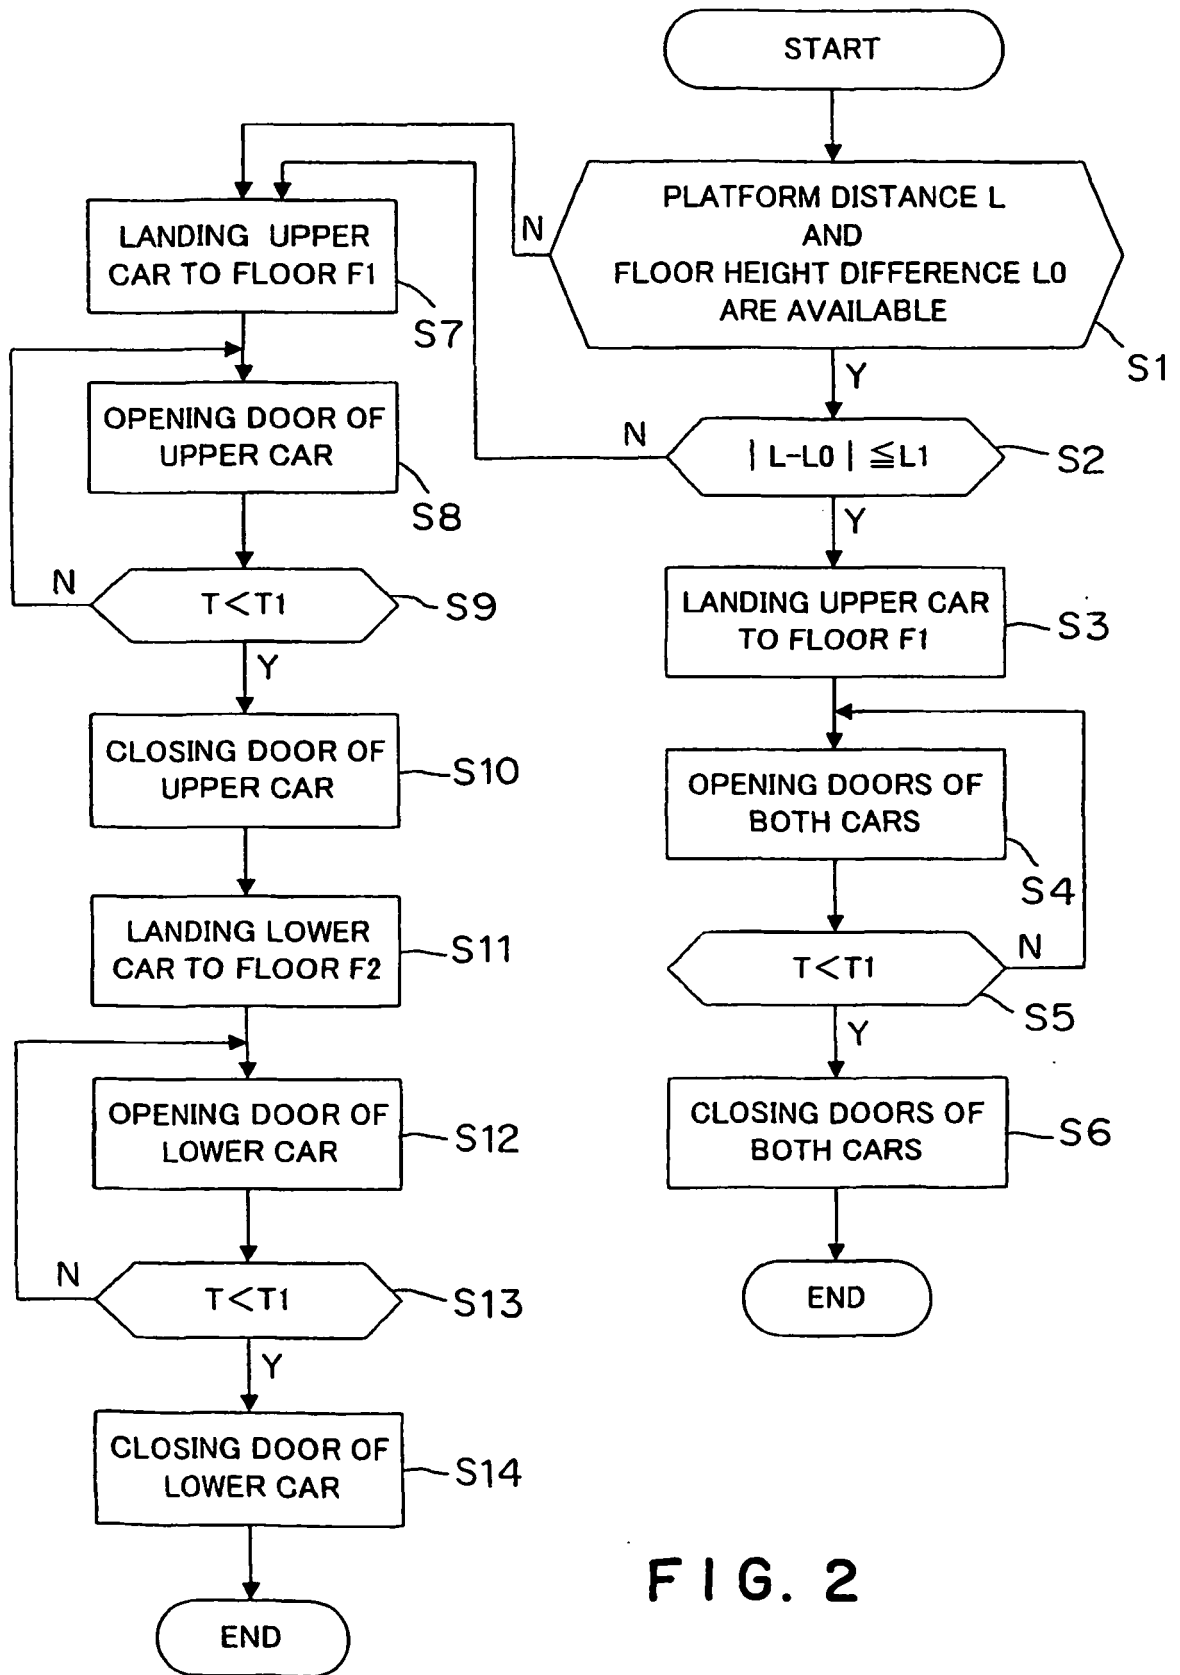 START
PLATFORM DISTANCE L
AND
FLOOR HEIGHT DIFFERENCE L0
ARE AVAILABLE
N
S1
Y
| L-L0 | ≦L1
N
S2
Y
LANDING UPPER CAR
TO FLOOR F1
S3
OPENING DOORS OF
BOTH CARS
S4
T<T1
N
S5
Y
CLOSING DOORS OF
BOTH CARS
S6
END
LANDING UPPER
CAR TO FLOOR F1
S7
OPENING DOOR OF
UPPER CAR
S8
N
T<T1
S9
Y
CLOSING DOOR OF
UPPER CAR
S10
LANDING LOWER
CAR TO FLOOR F2
S11
OPENING DOOR OF
LOWER CAR
S12
N
T<T1
S13
Y
CLOSING DOOR OF
LOWER CAR
S14
END
FIG. 2